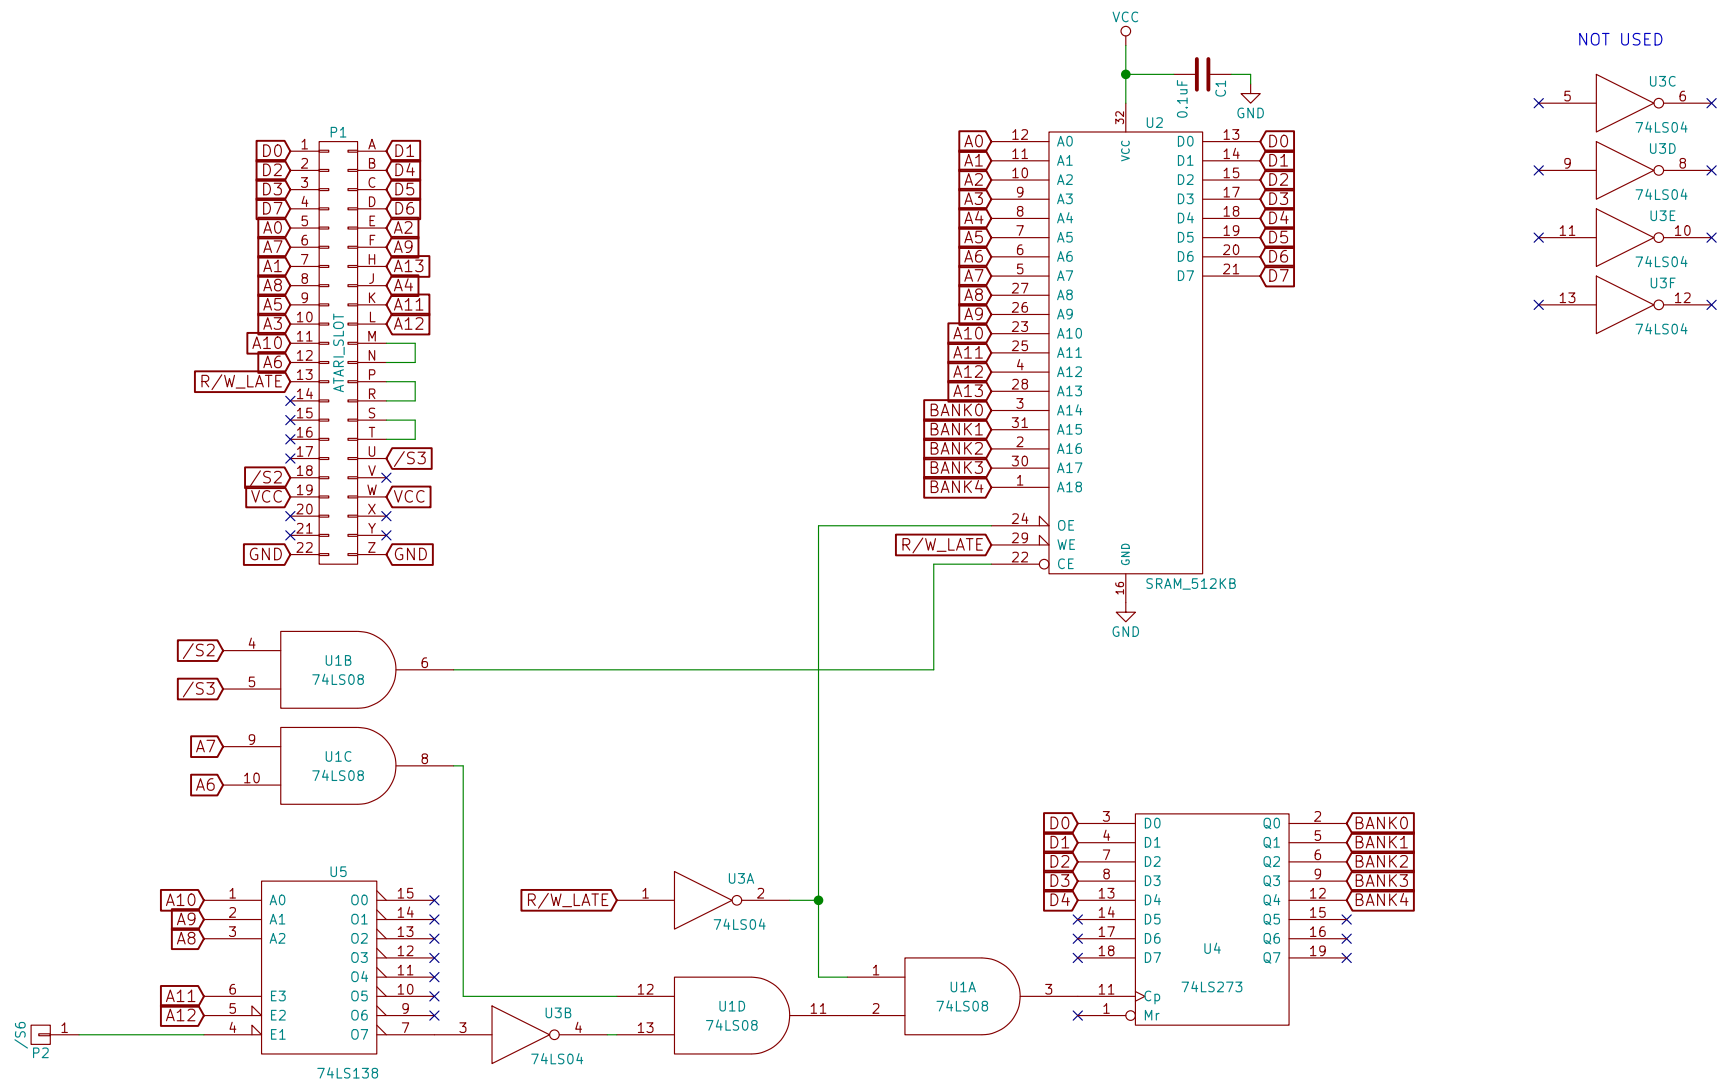 VCC
0.1uF
C1
GND
NOT USED
5 U3C 6
74LS04
9 U3D 8
74LS04
11 U3E 10
74LS04
13 U3F 12
74LS04
P1
ATARI_SLOT
D0 1 A D1
D2 2 B D4
D3 3 C D5
D7 4 D D6
A0 5 E A2
A7 6 F A9
A1 7 H A13
A8 8 J A4
A5 9 K A11
A3 10 L A12
A10 11 M
A6 12 N
R/W_LATE 13 P
14 R
15 S
16 T
17 U /S3
/S2 18 V
VCC 19 W VCC
20 X
21 Y
GND 22 Z GND
U2
32
VCC
A0 12 A0 D0 13 D0
A1 11 A1 D1 14 D1
A2 10 A2 D2 15 D2
A3 9 A3 D3 17 D3
A4 8 A4 D4 18 D4
A5 7 A5 D5 19 D5
A6 6 A6 D6 20 D6
A7 5 A7 D7 21 D7
A8 27 A8
A9 26 A9
A10 23 A10
A11 25 A11
A12 4 A12
A13 28 A13
BANK0 3 A14
BANK1 31 A15
BANK2 2 A16
BANK3 30 A17
BANK4 1 A18
24 OE
R/W_LATE 29 WE
22 CE
GND
16
SRAM_512KB
GND
/S2 4
/S3 5
U1B
74LS08
6
A7 9
A6 10
U1C
74LS08
8
U5
A10 1 A0 O0 15
A9 2 A1 O1 14
A8 3 A2 O2 13
O3 12
O4 11
A11 6 E3 O5 10
A12 5 E2 O6 9
/S6 P2 1 4 E1 O7 7
74LS138
3 U3B 4
74LS04
R/W_LATE 1 U3A 2
74LS04
12
13
U1D
74LS08
11
1
2
U1A
74LS08
3
D0 3 D0 Q0 2 BANK0
D1 4 D1 Q1 5 BANK1
D2 7 D2 Q2 6 BANK2
D3 8 D3 Q3 9 BANK3
D4 13 D4 Q4 12 BANK4
14 D5 Q5 15
17 D6 Q6 16
18 D7 Q7 19
U4
74LS273
11 Cp
1 Mr